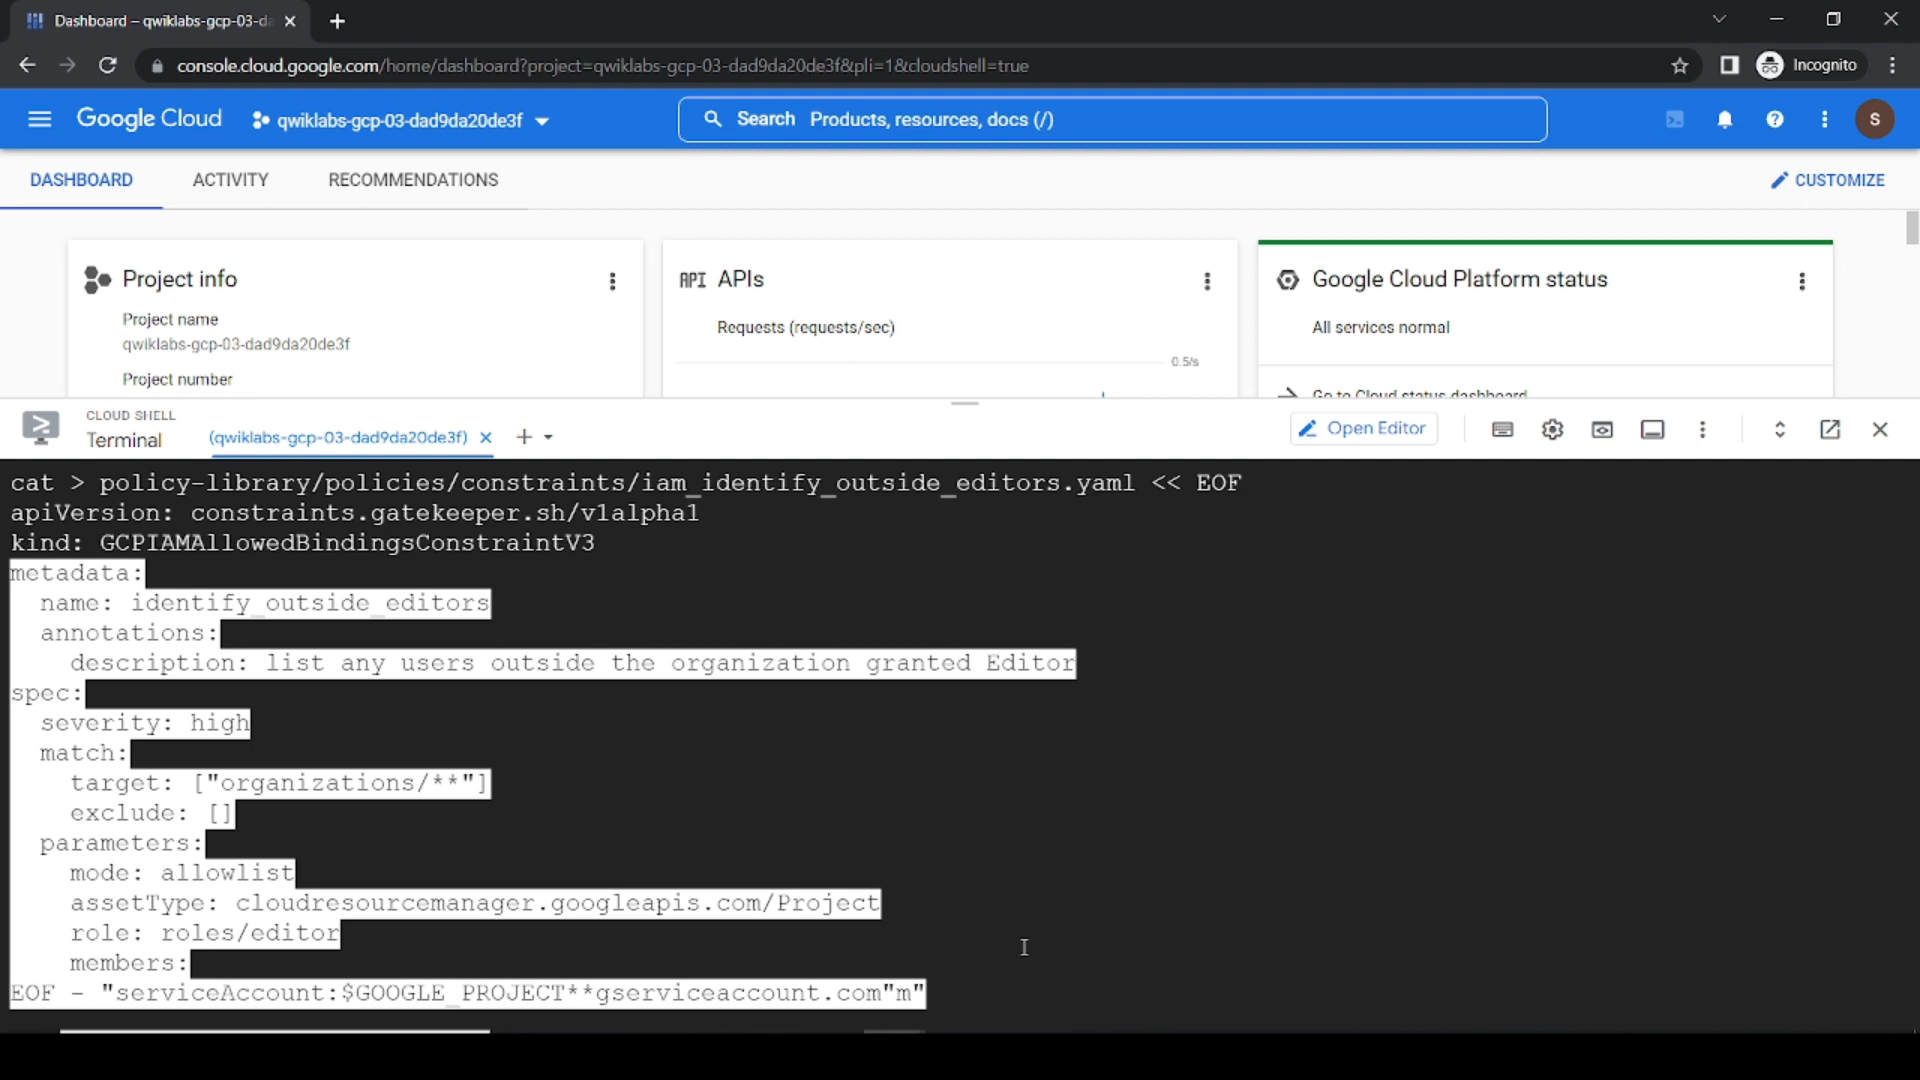 Dashboard – qwiklabs-gcp-03-da
console.cloud.google.com/home/dashboard?project=qwiklabs-gcp-03-dad9da20de3f&pli=1&cloudshell=true
Incognito
Google Cloud
qwiklabs-gcp-03-dad9da20de3f
Search Products, resources, docs (/)
S
DASHBOARD
ACTIVITY
RECOMMENDATIONS
CUSTOMIZE
Project info
API APIs
Google Cloud Platform status
Project name
qwiklabs-gcp-03-dad9da20de3f
Project number
Requests (requests/sec)
0.5/s
All services normal
Go to Cloud status dashboard
CLOUD SHELL
Terminal
(qwiklabs-gcp-03-dad9da20de3f)
Open Editor
cat > policy-library/policies/constraints/iam_identify_outside_editors.yaml << EOF
apiVersion: constraints.gatekeeper.sh/v1alpha1
kind: GCPIAMAllowedBindingsConstraintV3
metadata:
name: identify_outside_editors
annotations:
description: list any users outside the organization granted Editor
spec:
severity: high
match:
target: ["organizations/**"]
exclude: []
parameters:
mode: allowlist
assetType: cloudresourcemanager.googleapis.com/Project
role: roles/editor
members:
EOF - "serviceAccount:$GOOGLE_PROJECT**gserviceaccount.com"m"